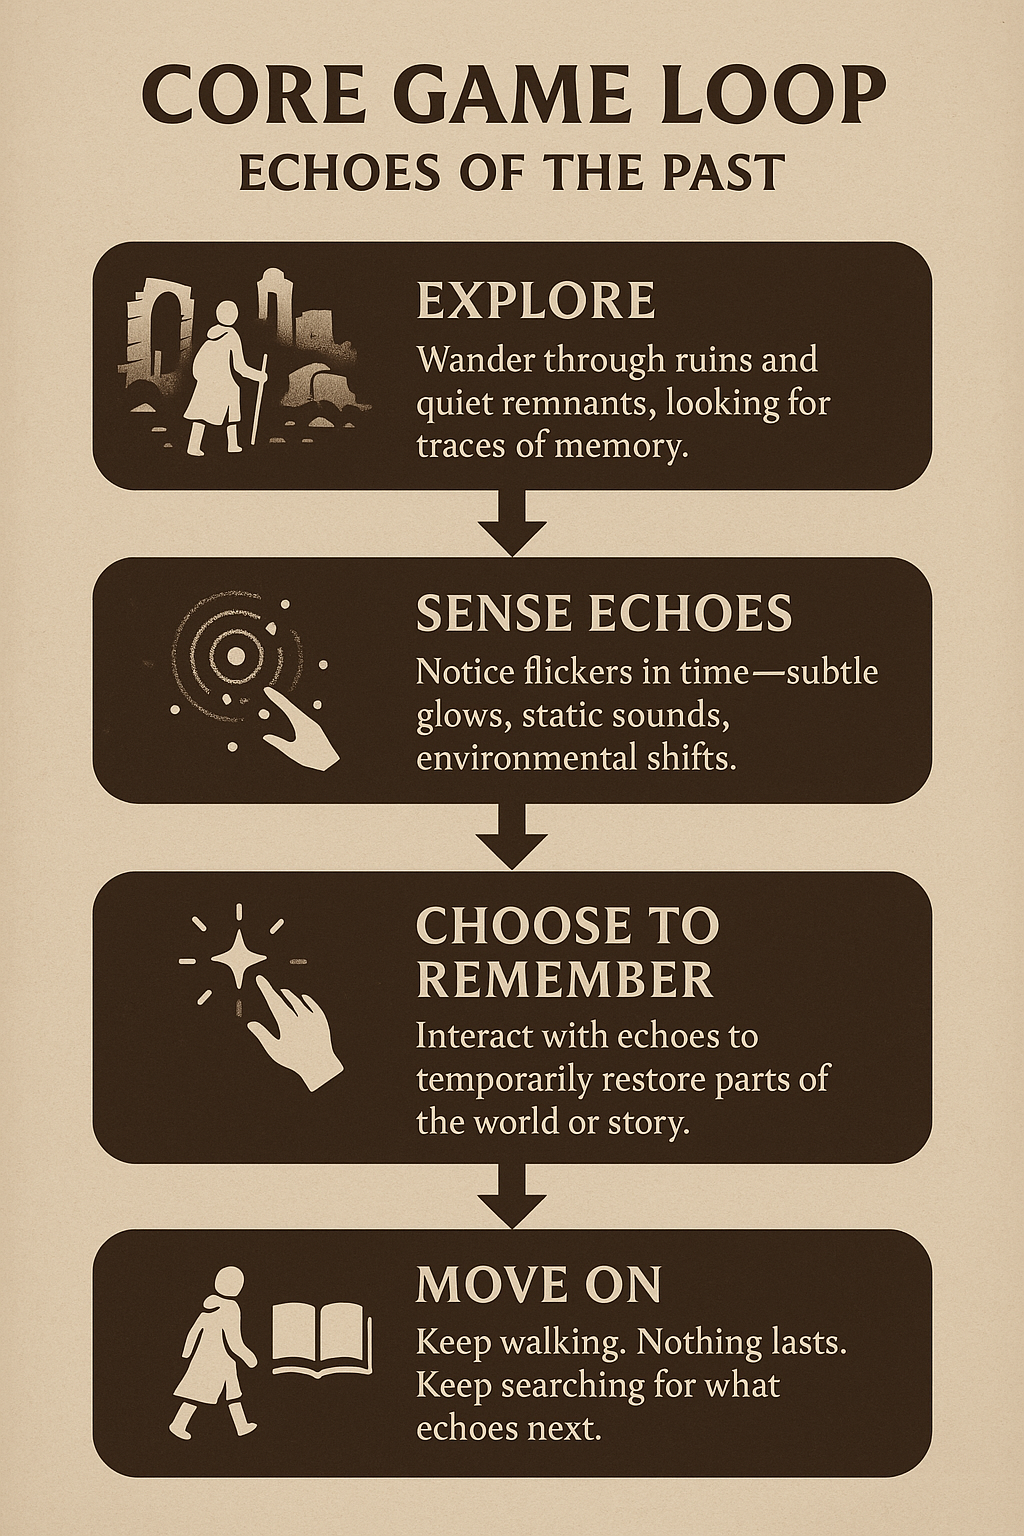 CORE GAME LOOP
ECHOES OF THE PAST
EXPLORE
Wander through ruins and
quiet remnants, looking for
traces of memory.
SENSE ECHOES
Notice flickers in time—subtle
glows, static sounds,
environmental shifts.
CHOOSE TO
REMEMBER
Interact with echoes to
temporarily restore parts of
the world or story.
MOVE ON
Keep walking. Nothing lasts.
Keep searching for what
echoes next.